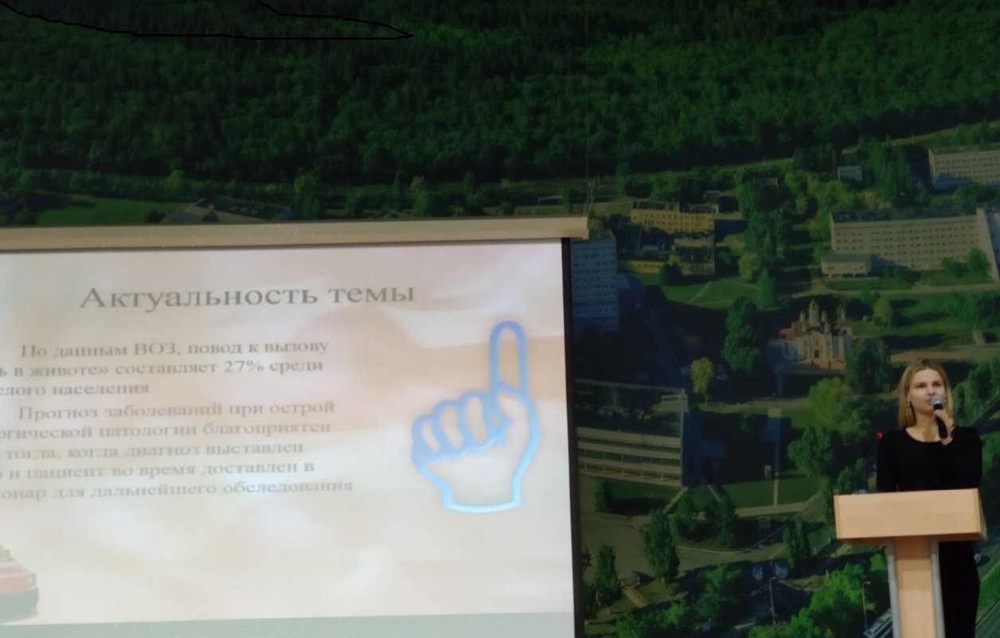 Актуальность темы
По данным ВОЗ, повод к вызову
ь в животе» составляет 27% среди
слого населения
Прогноз заболеваний при острой
ргической патологии благоприятен
тогда, когда диагноз выставлен
о и пациент во время доставлен в
онар для дальнейшего обследования